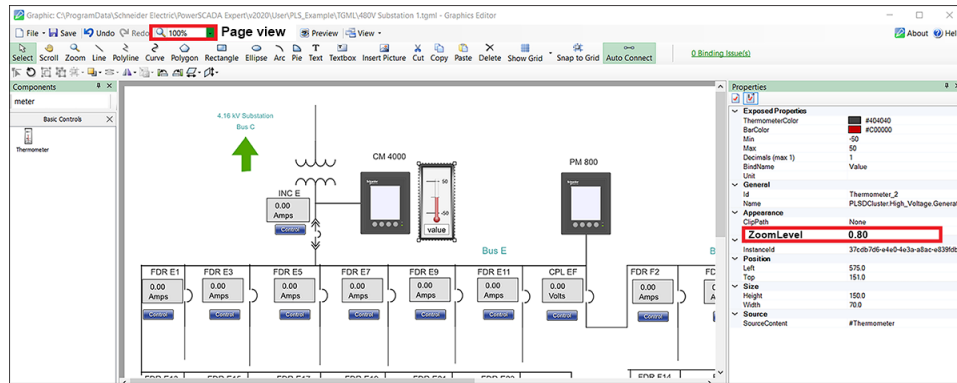 Graphic: C:\ProgramData\Schneider Electric\PowerSCADA Expert\v2020\User\PLS_Example\TGML\480V Substation 1.tgml - Graphics Editor
File Save Undo Redo 100% Page view Preview View About Help
Select Scroll Zoom Line Polyline Curve Polygon Rectangle Ellipse Arc Pie Text Textbox Insert Picture Cut Copy Paste Delete Show Grid Snap to Grid Auto Connect 0 Binding Issue(s)
Components
meter
Basic Controls
Thermometer
4.16 kV Substation
Bus C
CM 4000
PM 800
INC E
0.00
Amps
Control
50
-50
value
Bus E
FDR E1 FDR E3 FDR E5 FDR E7 FDR E9 FDR E11 CPL EF FDR F2
0.00 0.00 0.00 0.00 0.00 0.00 0.00 0.00
Amps Amps Amps Amps Amps Amps Volts Amps
Control Control Control Control Control Control Control Control
Properties
Exposed Properties
ThermometerColor #404040
BarColor #C00000
Min -50
Max 50
Decimals (max 1) 1
BindName Value
Unit
General
Id Thermometer_2
Name PLSDCluster.High_Voltage.Generat
Appearance
ClipPath None
ZoomLevel 0.80
InstanceId 37cdb7d6-e4e0-4e3a-a8ac-e839fdb
Position
Left 575.0
Top 151.0
Size
Height 150.0
Width 70.0
Source
SourceContent #Thermometer